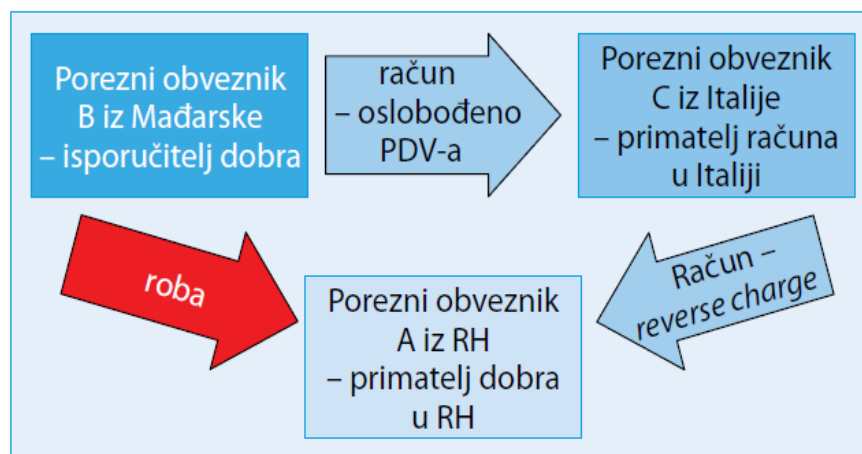 Porezni obveznik
B iz Mađarske
– isporučitelj dobra
račun
– oslobođeno
PDV-a
Porezni obveznik
C iz Italije
– primatelj računa
u Italiji
roba
Račun –
reverse charge
Porezni obveznik
A iz RH
– primatelj dobra
u RH